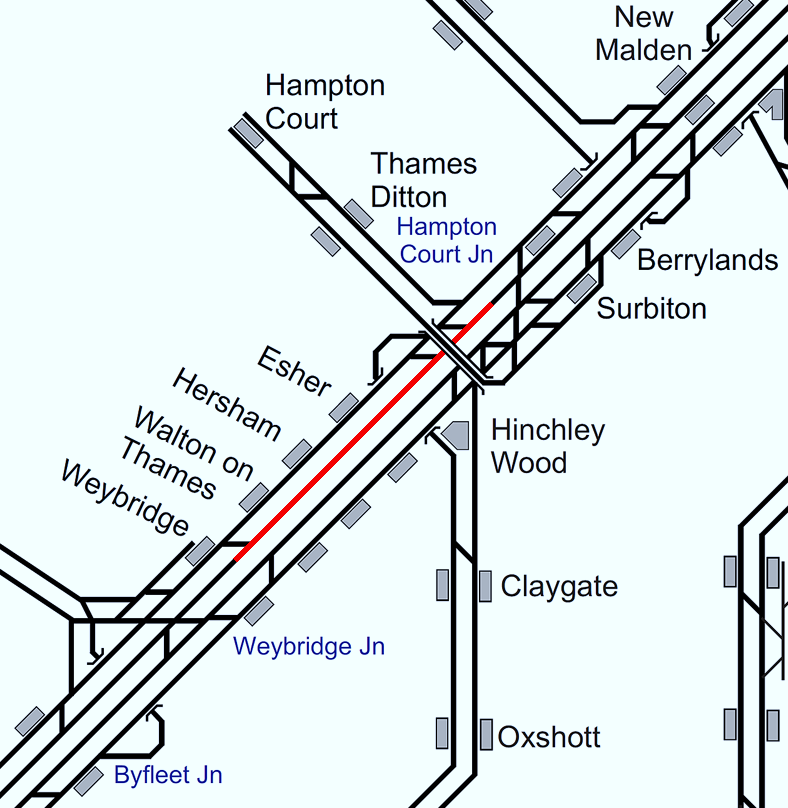 New
Malden
Hampton
Court
Thames
Ditton
Hampton
Court Jn
Berrylands
Surbiton
Esher
Hersham
Walton on
Thames
Weybridge
Hinchley
Wood
Claygate
Weybridge Jn
Oxshott
Byfleet Jn